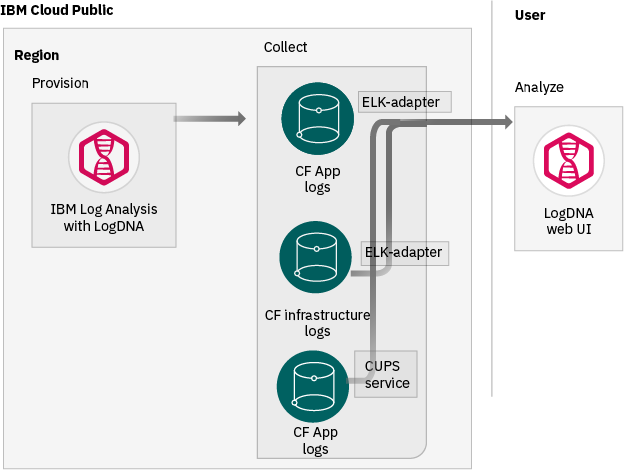 IBM Cloud Public
User
Region
Collect
Provision
Analyze
ELK-adapter
CF App
logs
IBM Log Analysis
with LogDNA
LogDNA
web UI
ELK-adapter
CF infrastructure
logs
CUPS
service
CF App
logs